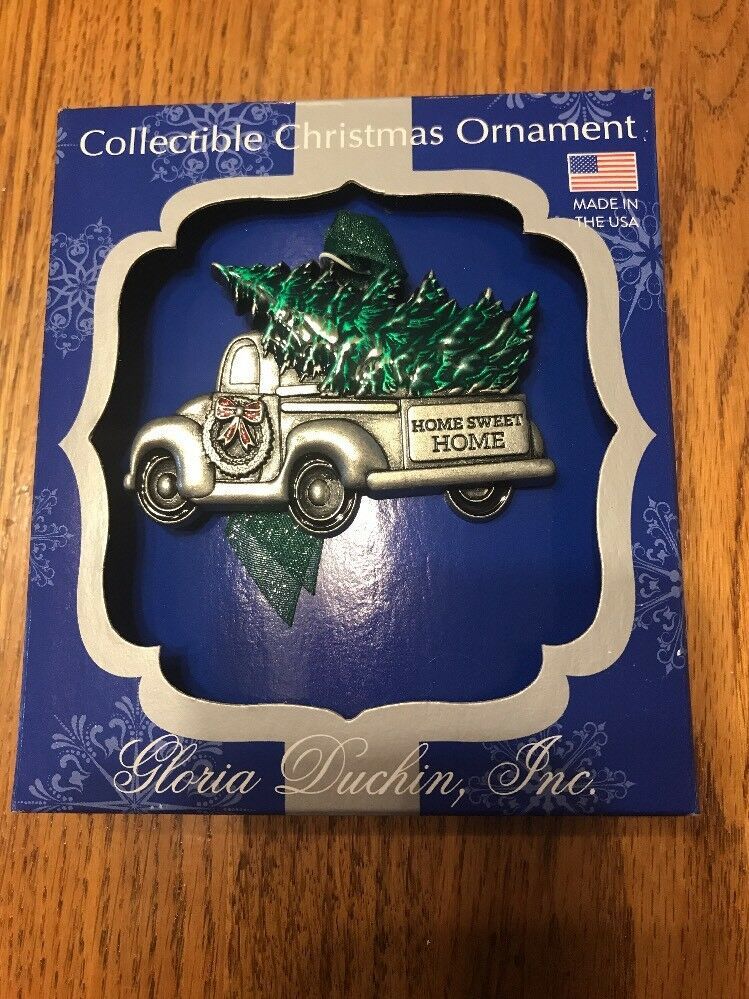 Collectible Christmas Ornament
MADE IN
THE USA
HOME SWEET
HOME
Gloria Duchin, Inc.